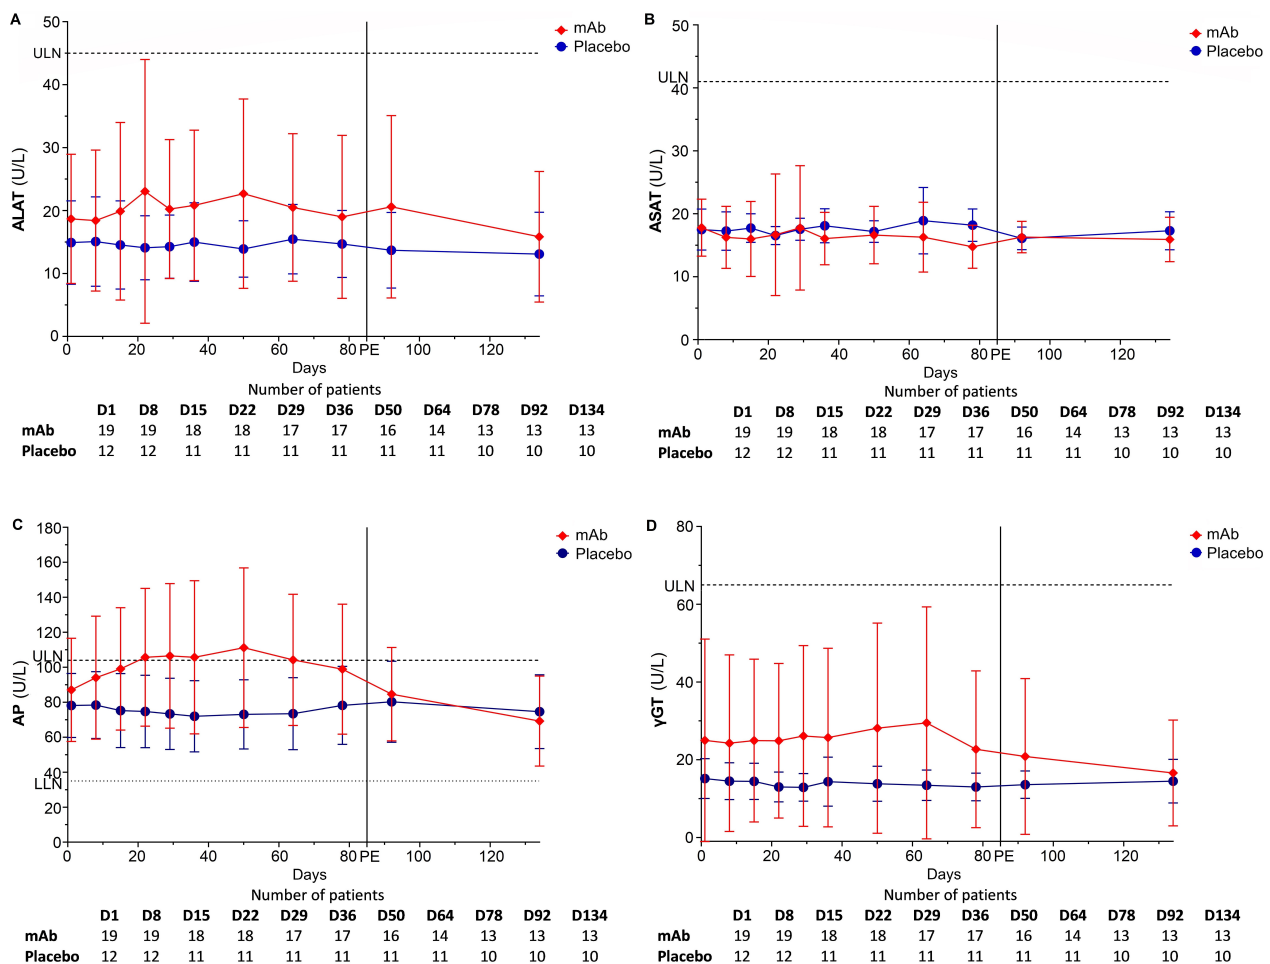 A
50
40
30
20
10
0
ULN
ALAT (U/L)
mAb
Placebo
0 20 40 60 80 PE 100 120
Days
Number of patients
D1 D8 D15 D22 D29 D36 D50 D64 D78 D92 D134
mAb 19 19 18 18 17 17 16 14 13 13 13
Placebo 12 12 11 11 11 11 11 11 10 10 10
B
50
40
30
20
10
0
ULN
ASAT (U/L)
mAb
Placebo
0 20 40 60 80 PE 100 120
Days
Number of patients
D1 D8 D15 D22 D29 D36 D50 D64 D78 D92 D134
mAb 19 19 18 18 17 17 16 14 13 13 13
Placebo 12 12 11 11 11 11 11 11 10 10 10
C
180
160
140
120
100
80
60
40
20
0
ULN
LLN
AP (U/L)
mAb
Placebo
0 20 40 60 80 PE 100 120
Days
Number of patients
D1 D8 D15 D22 D29 D36 D50 D64 D78 D92 D134
mAb 19 19 18 18 17 17 16 14 13 13 13
Placebo 12 12 11 11 11 11 11 11 10 10 10
D
80
60
40
20
0
ULN
γGT (U/L)
mAb
Placebo
0 20 40 60 80 PE 100 120
Days
Number of patients
D1 D8 D15 D22 D29 D36 D50 D64 D78 D92 D134
mAb 19 19 18 18 17 17 16 14 13 13 13
Placebo 12 12 11 11 11 11 11 11 10 10 10